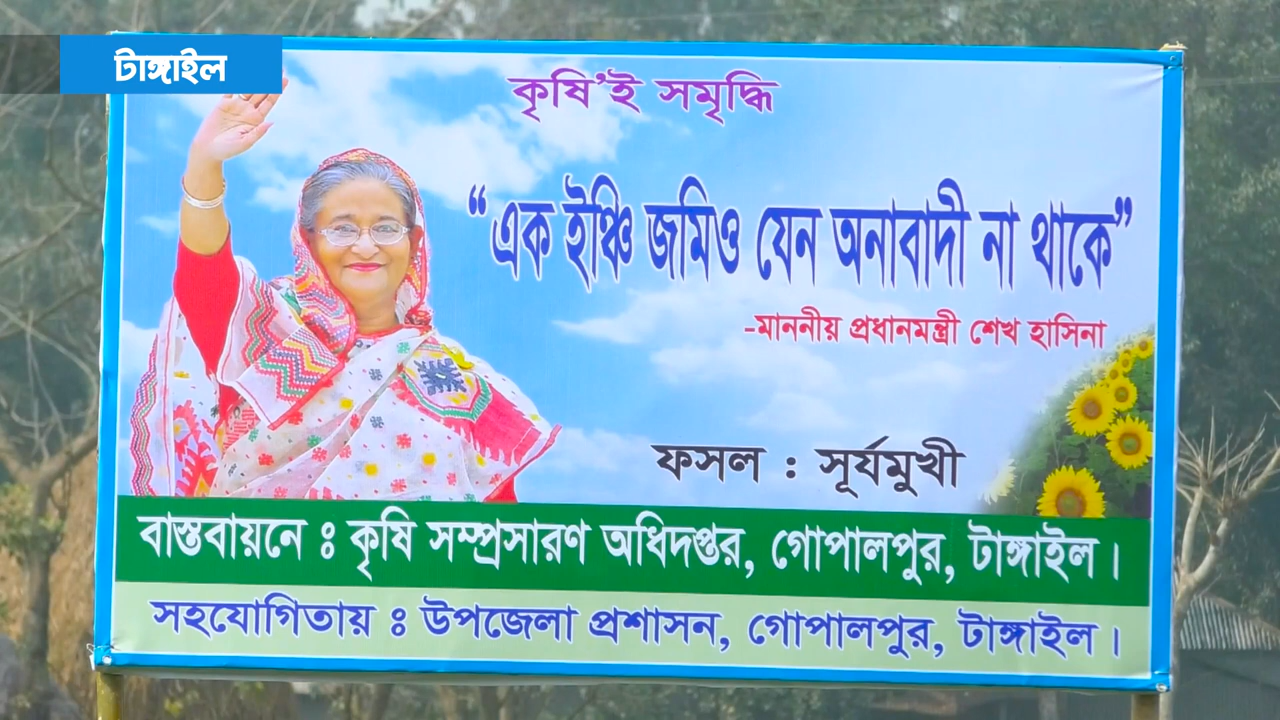 টাঙ্গাইল
কৃষি'ই সমৃদ্ধি
“এক ইঞ্চি জমিও যেন অনাবাদী না থাকে”
-মাননীয় প্রধানমন্ত্রী শেখ হাসিনা
ফসল : সূর্যমুখী
বাস্তবায়নে ঃ কৃষি সম্প্রসারণ অধিদপ্তর, গোপালপুর, টাঙ্গাইল।
সহযোগিতায় ঃ উপজেলা প্রশাসন, গোপালপুর, টাঙ্গাইল।